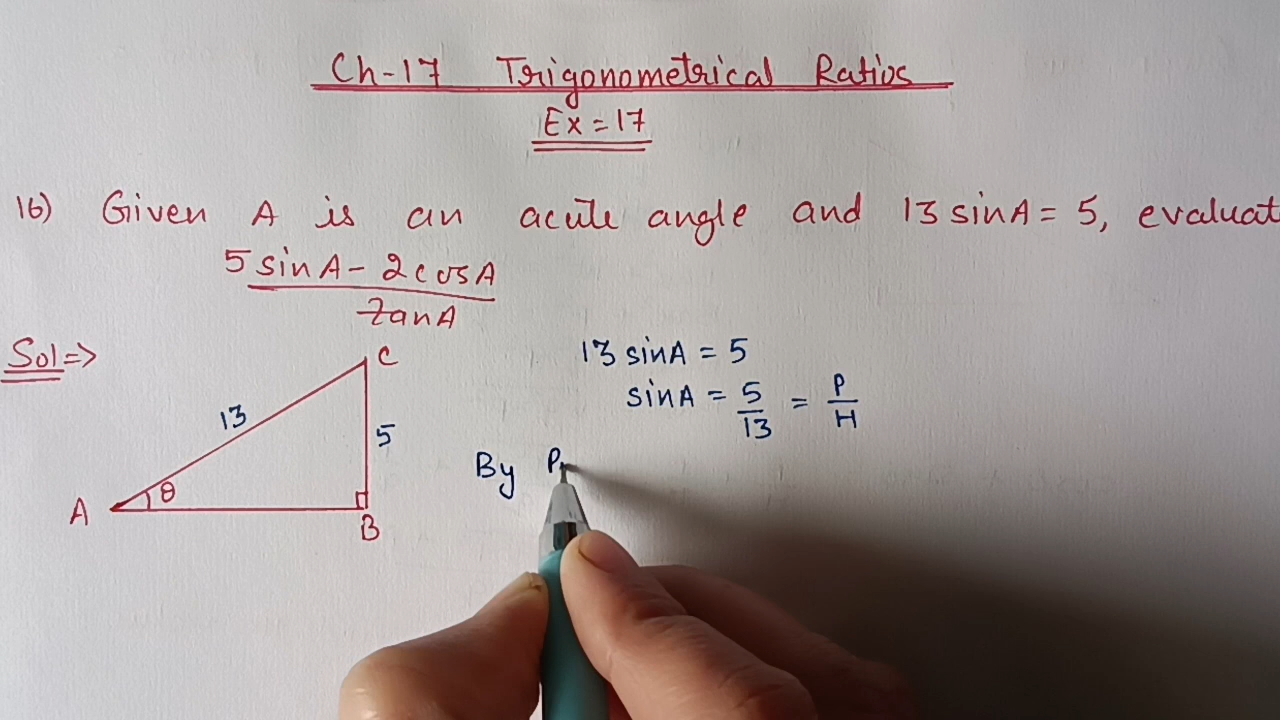 Ch-17 Trigonometrical Ratios
Ex=17
16) Given A is an acute angle and 13 sinA = 5, evaluat
5 sinA - 2cosA
tanA
Sol=>
C
13
5
A
θ
B
13 sinA = 5
sinA = 5/13 = P/H
By P